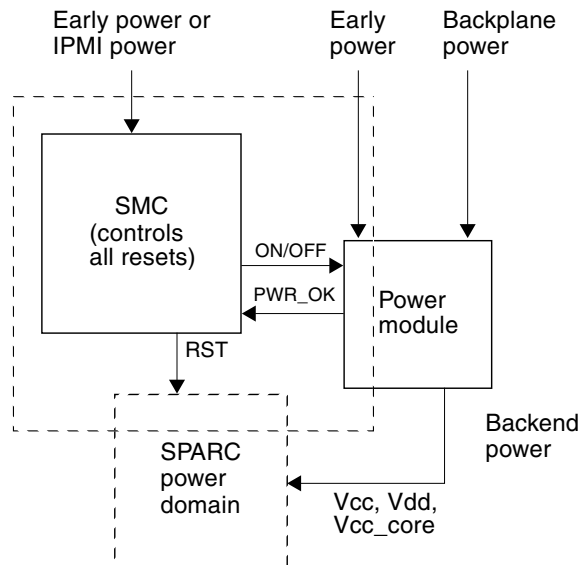 Early power or
IPMI power
Early
power
Backplane
power
SMC
(controls
all resets)
ON/OFF
PWR_OK
Power
module
RST
SPARC
power
domain
Backend
power
Vcc, Vdd,
Vcc_core